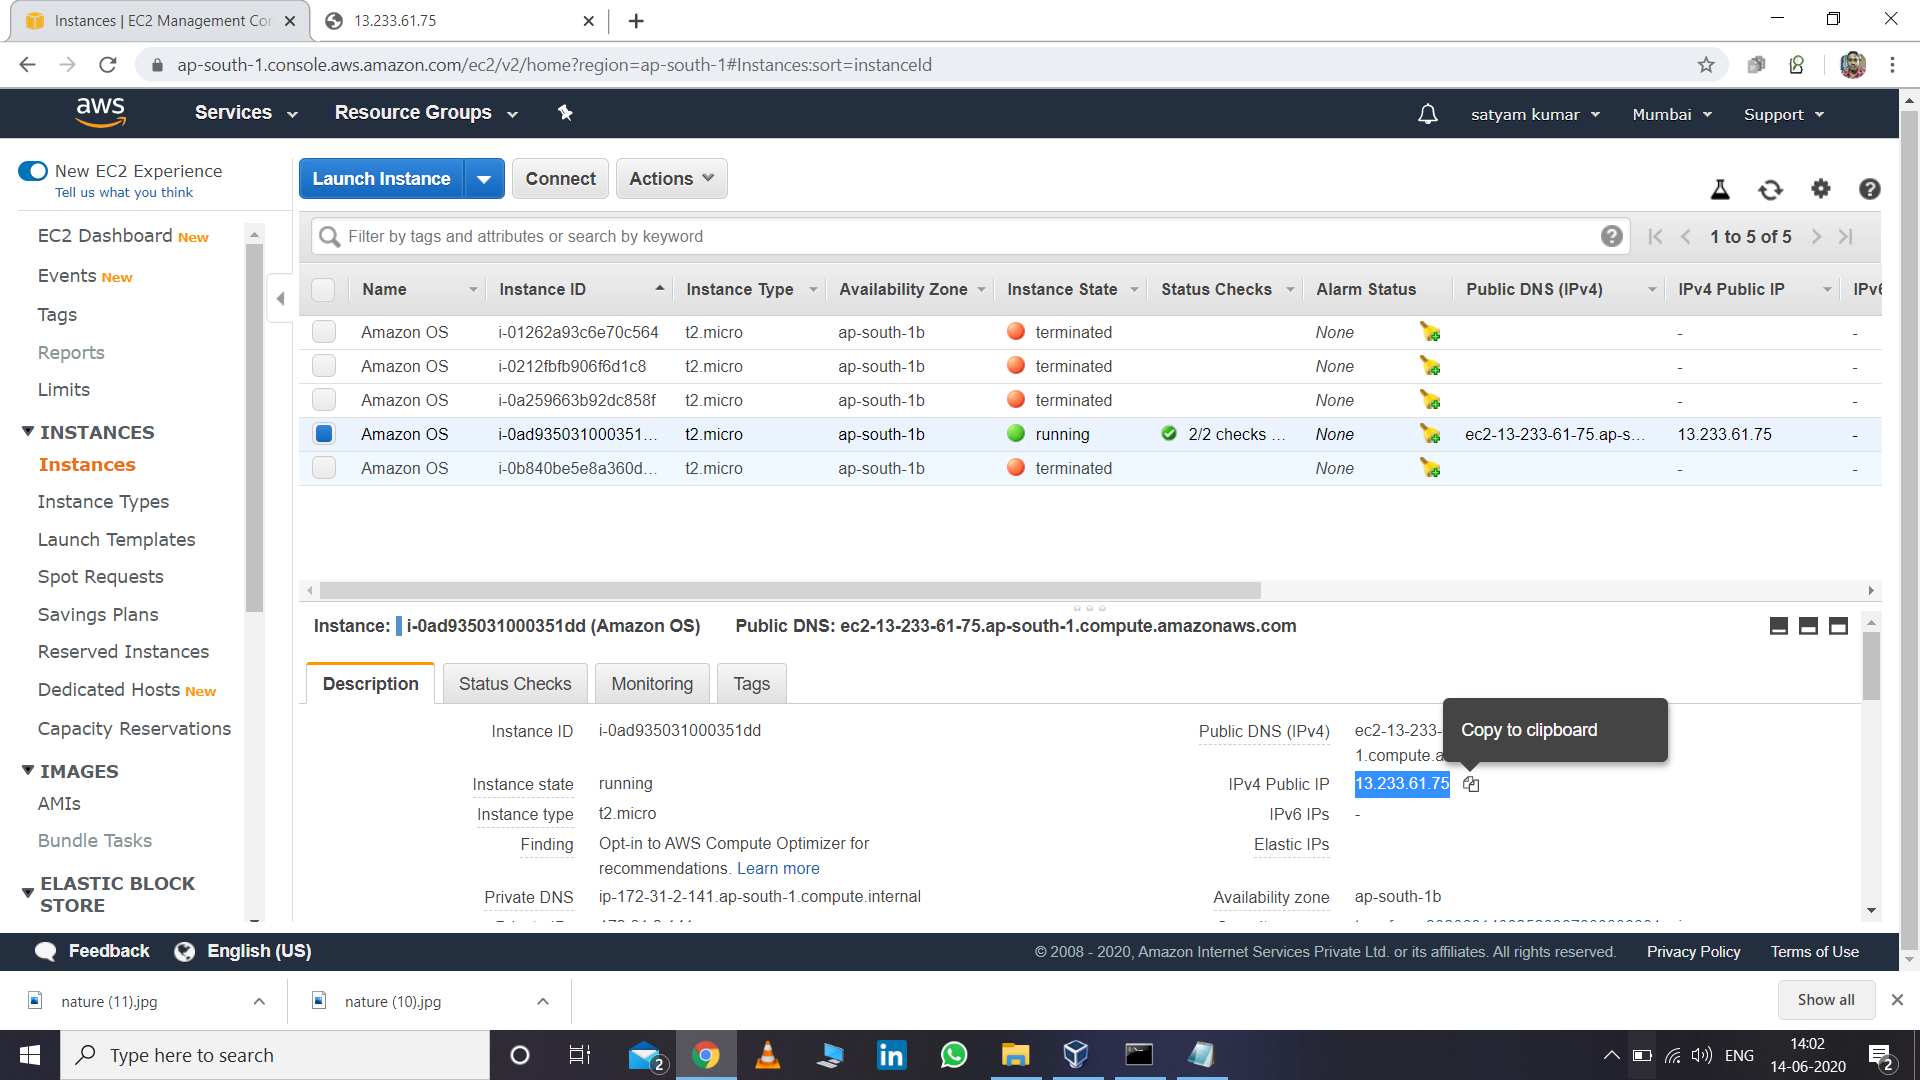 Instances | EC2 Management Con
13.233.61.75
ap-south-1.console.aws.amazon.com/ec2/v2/home?region=ap-south-1#Instances:sort=instanceId
aws
Services
Resource Groups
satyam kumar
Mumbai
Support
New EC2 Experience
Tell us what you think
EC2 Dashboard New
Events New
Tags
Reports
Limits
INSTANCES
Instances
Instance Types
Launch Templates
Spot Requests
Savings Plans
Reserved Instances
Dedicated Hosts New
Capacity Reservations
IMAGES
AMIs
Bundle Tasks
ELASTIC BLOCK
STORE
Launch Instance
Connect
Actions
Filter by tags and attributes or search by keyword
1 to 5 of 5
Name Instance ID Instance Type Availability Zone Instance State Status Checks Alarm Status Public DNS (IPv4) IPv4 Public IP IPv6
Amazon OS i-01262a93c6e70c564 t2.micro ap-south-1b terminated None - -
Amazon OS i-0212fbfb906f6d1c8 t2.micro ap-south-1b terminated None - -
Amazon OS i-0a259663b92dc858f t2.micro ap-south-1b terminated None - -
Amazon OS i-0ad935031000351... t2.micro ap-south-1b running 2/2 checks ... None ec2-13-233-61-75.ap-s... 13.233.61.75 -
Amazon OS i-0b840be5e8a360d... t2.micro ap-south-1b terminated None - -
Instance: i-0ad935031000351dd (Amazon OS) Public DNS: ec2-13-233-61-75.ap-south-1.compute.amazonaws.com
Description
Status Checks
Monitoring
Tags
Instance ID i-0ad935031000351dd
Instance state running
Instance type t2.micro
Finding Opt-in to AWS Compute Optimizer for
recommendations. Learn more
Private DNS ip-172-31-2-141.ap-south-1.compute.internal
Public DNS (IPv4) ec2-13-233-
1.compute.a
Copy to clipboard
IPv4 Public IP 13.233.61.75
IPv6 IPs -
Elastic IPs
Availability zone ap-south-1b
Feedback
English (US)
© 2008 - 2020, Amazon Internet Services Private Ltd. or its affiliates. All rights reserved.
Privacy Policy
Terms of Use
nature (11).jpg
nature (10).jpg
Show all
Type here to search
2
ENG
14:02
14-06-2020
2